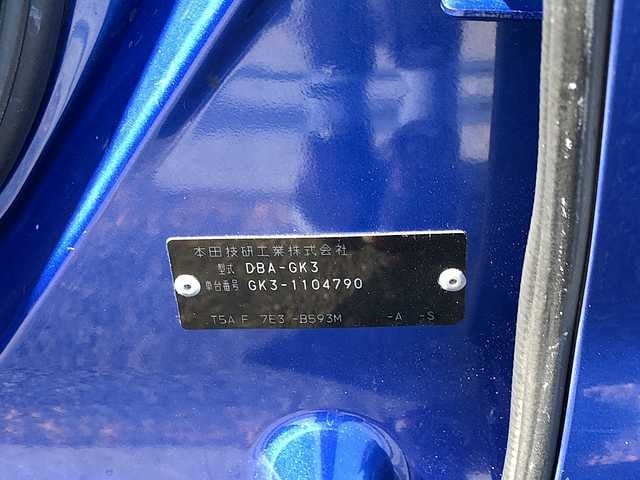 本田技研工業株式会社
型式 DBA-GK3
車台番号 GK3-1104790
T5A F 7E3 -B593M -A -S